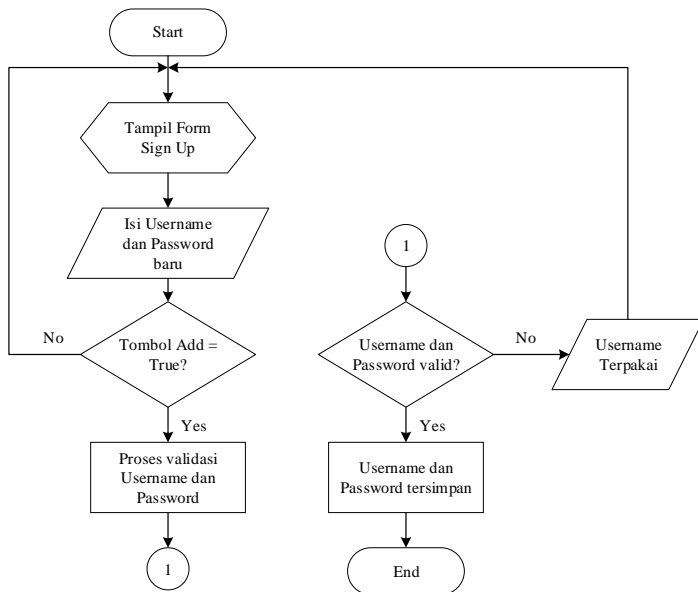 Start
Tampil Form
Sign Up
Isi Username
dan Password
baru
No
Tombol Add =
True?
Yes
Proses validasi
Username dan
Password
1
1
Username dan
Password valid?
No
Username
Terpakai
Yes
Username dan
Password tersimpan
End